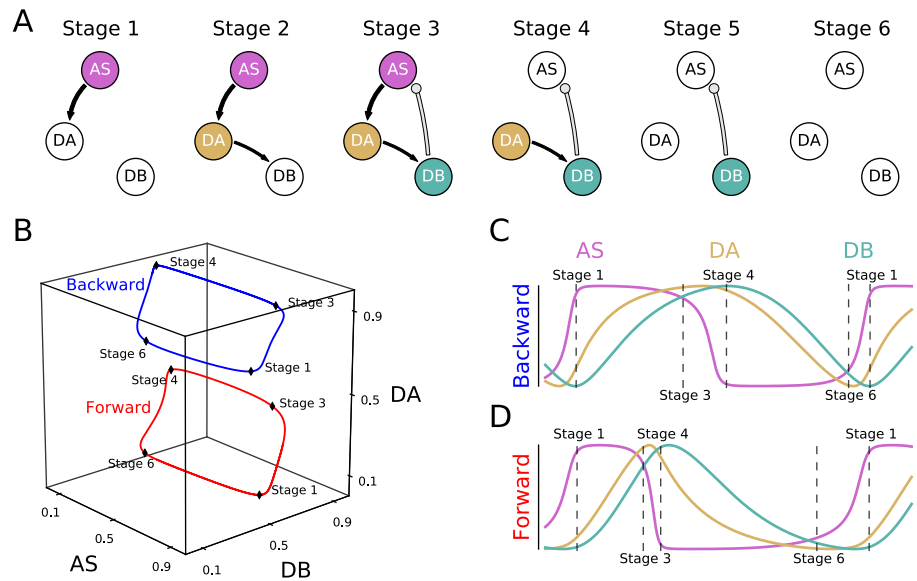 A
Stage 1
Stage 2
Stage 3
Stage 4
Stage 5
Stage 6
AS
AS
AS
AS
AS
AS
DA
DA
DA
DA
DA
DA
DB
DB
DB
DB
DB
DB
B
Stage 4
Backward
Stage 3
0.9
Stage 6
Stage 1
Stage 4
DA
0.5
Forward
Stage 3
Stage 6
Stage 1
0.1
0.1
0.5
0.9
AS
0.1
0.5
0.9
DB
C
AS
DA
DB
Stage 1
Stage 4
Stage 1
Backward
Stage 3
Stage 6
D
Stage 1
Stage 4
Stage 1
Forward
Stage 3
Stage 6